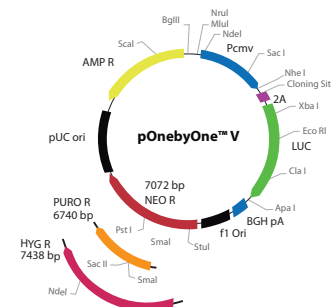 NruI
MluI
NdeI
BglII
Pcmv
ScaI
Sac I
AMP R
Nhe I
Cloning Sit
2A
Xba I
pUC ori
pOnebyOne™ V
Eco RI
LUC
Cla I
7072 bp
NEO R
PURO R
6740 bp
Apa I
BGH pA
Pst I
f1 Ori
SmaI
StuI
HYG R
7438 bp
Sac II
SmaI
NdeI